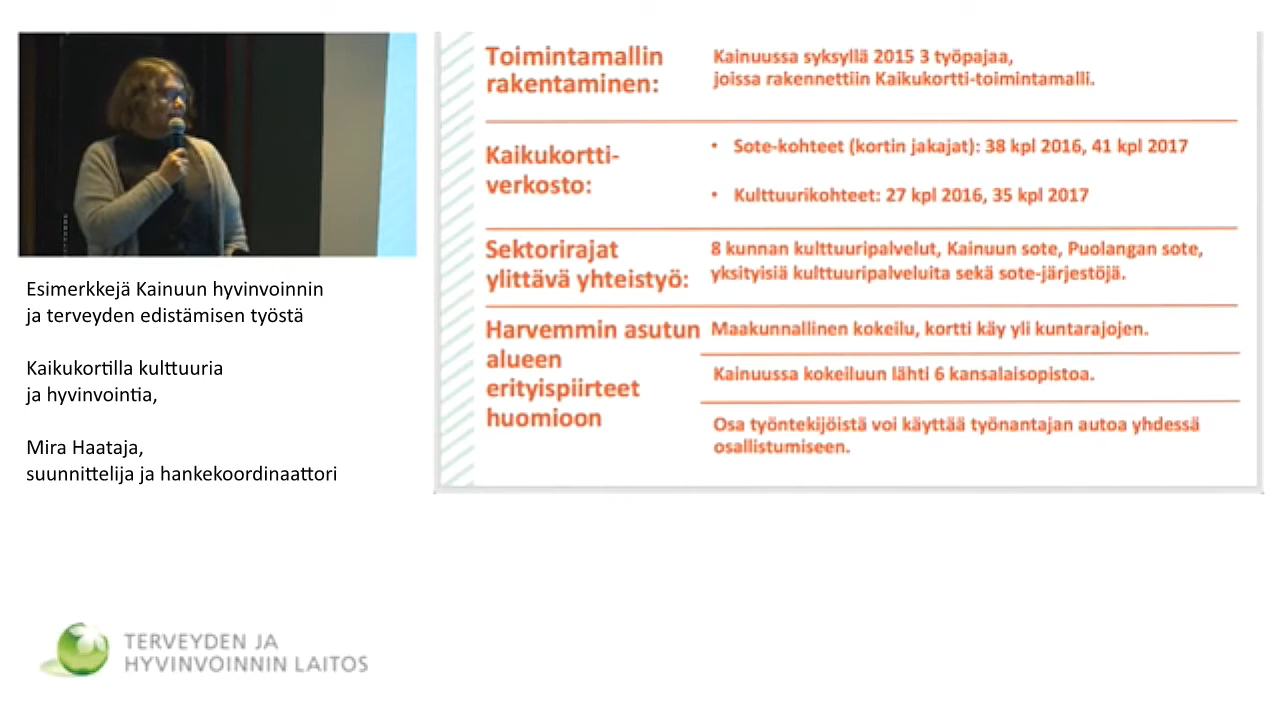 Toimintamallin
rakentaminen:
Kainuussa syksyllä 2015 3 työpajaa,
joissa rakennettiin Kaikukortti-toimintamalli.
Kaikukortti-
verkosto:
• Sote-kohteet (kortin jakajat): 38 kpl 2016, 41 kpl 2017
• Kulttuurikohteet: 27 kpl 2016, 35 kpl 2017
Sektorirajat
ylittävä yhteistyö:
8 kunnan kulttuuripalvelut, Kainuun sote, Puolangan sote,
yksityisiä kulttuuripalveluita sekä sote-järjestöjä.
Harvemmin asutun
alueen
erityispiirteet
huomioon
Maakunnallinen kokeilu, kortti käy yli kuntarajojen.
Kainuussa kokeiluun lähti 6 kansalaisopistoa.
Osa työntekijöistä voi käyttää työnantajan autoa yhdessä
osallistumiseen.
Esimerkkejä Kainuun hyvinvoinnin
ja terveyden edistämisen työstä
Kaikukortilla kulttuuria
ja hyvinvointia,
Mira Haataja,
suunnittelija ja hankekoordinaattori
TERVEYDEN JA
HYVINVOINNIN LAITOS